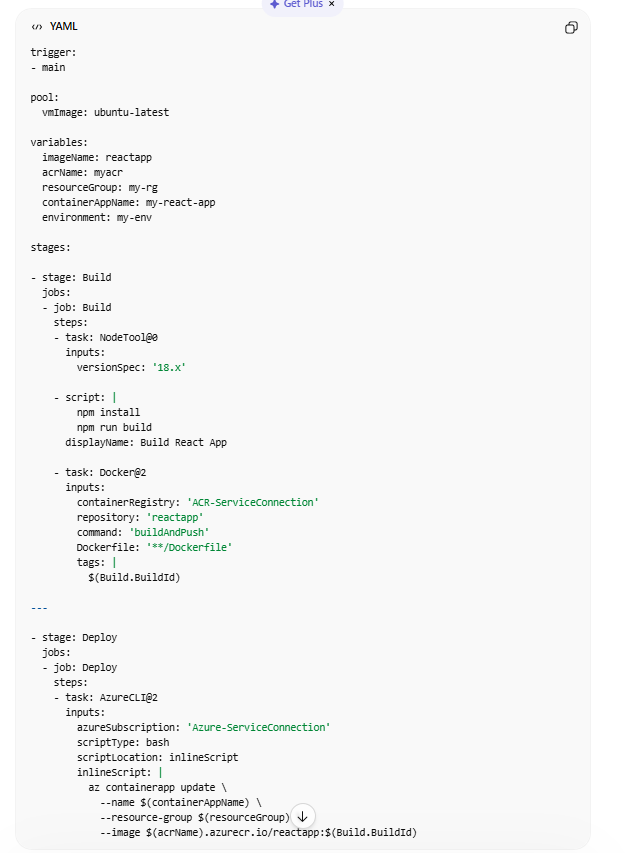 Get Plus ×
YAML
trigger:
- main

pool:
  vmImage: ubuntu-latest

variables:
  imageName: reactapp
  acrName: myacr
  resourceGroup: my-rg
  containerAppName: my-react-app
  environment: my-env

stages:

- stage: Build
  jobs:
  - job: Build
    steps:
    - task: NodeTool@0
      inputs:
        versionSpec: '18.x'

    - script: |
        npm install
        npm run build
      displayName: Build React App

    - task: Docker@2
      inputs:
        containerRegistry: 'ACR-ServiceConnection'
        repository: 'reactapp'
        command: 'buildAndPush'
        Dockerfile: '**/Dockerfile'
        tags: |
          $(Build.BuildId)

---

- stage: Deploy
  jobs:
  - job: Deploy
    steps:
    - task: AzureCLI@2
      inputs:
        azureSubscription: 'Azure-ServiceConnection'
        scriptType: bash
        scriptLocation: inlineScript
        inlineScript: |
          az containerapp update \
            --name $(containerAppName) \
            --resource-group $(resourceGroup)
            --image $(acrName).azurecr.io/reactapp:$(Build.BuildId)